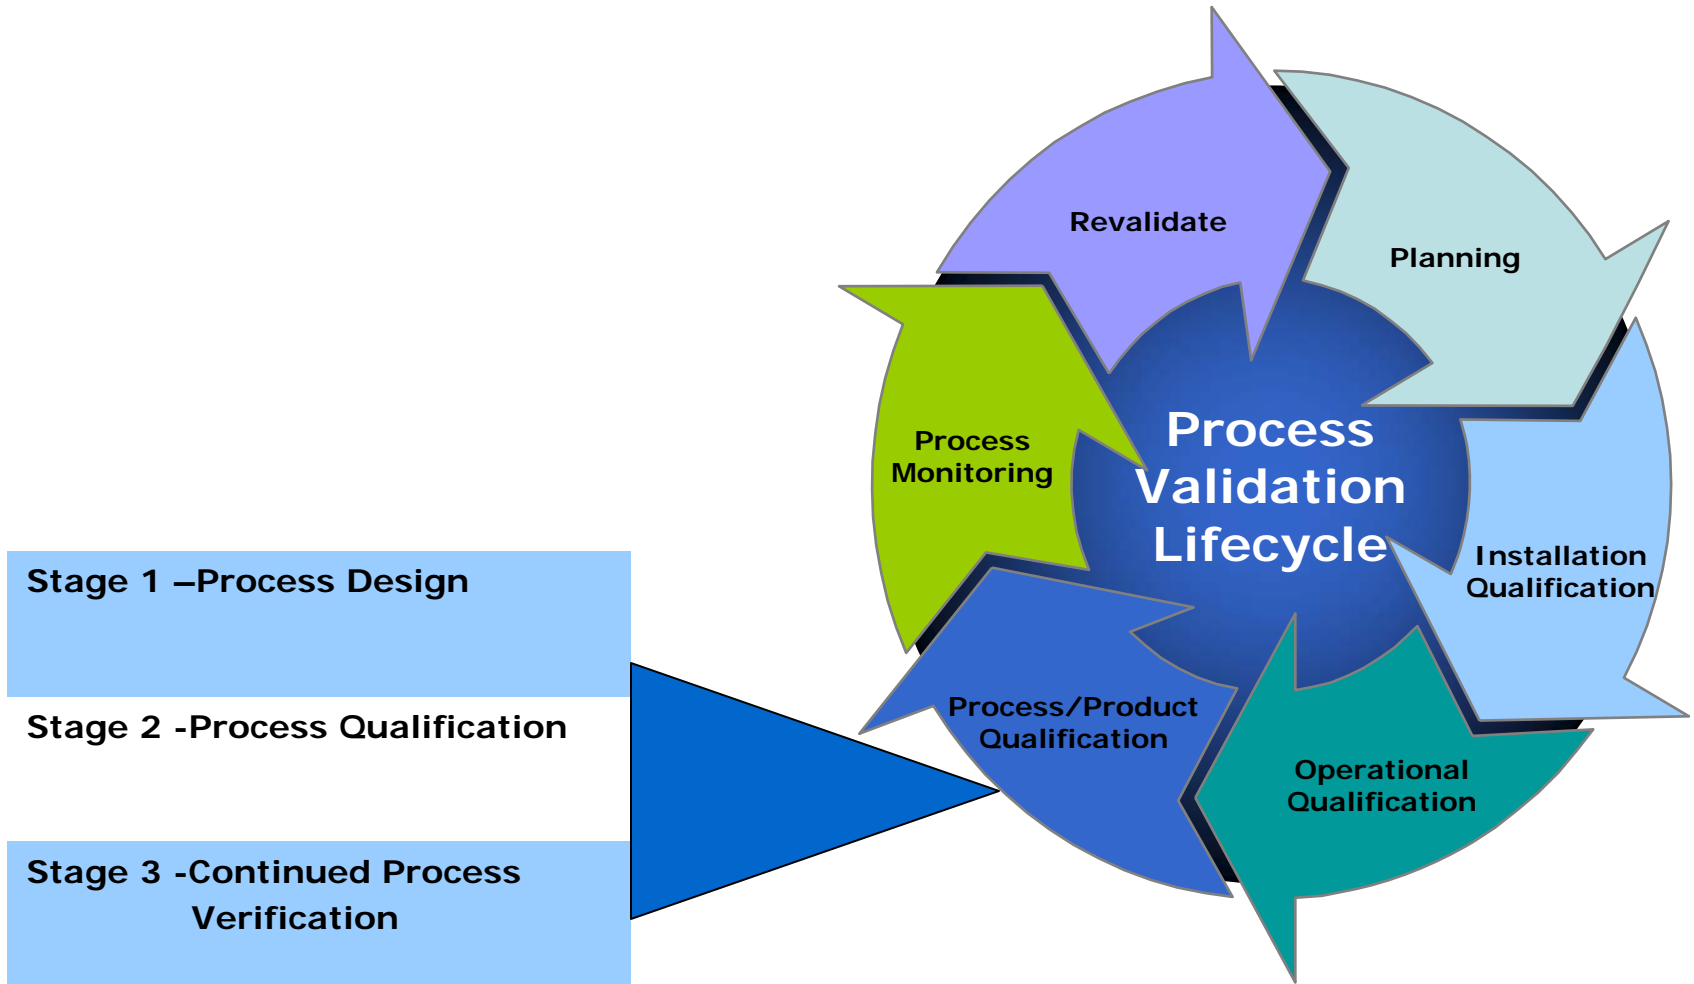 Revalidate
Planning
Process
Monitoring
Process
Validation
Lifecycle
Installation
Qualification
Stage 1 –Process Design
Stage 2 -Process Qualification
Stage 3 -Continued Process
Verification
Process/Product
Qualification
Operational
Qualification